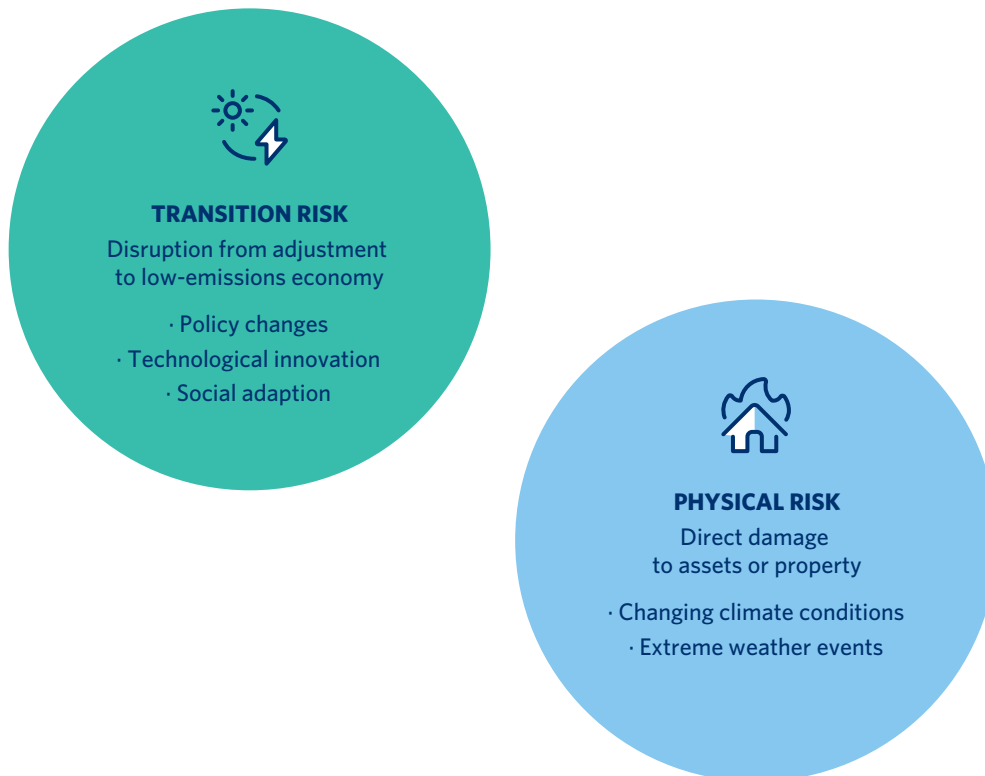 TRANSITION RISK
Disruption from adjustment
to low-emissions economy
· Policy changes
· Technological innovation
· Social adaption
PHYSICAL RISK
Direct damage
to assets or property
· Changing climate conditions
· Extreme weather events